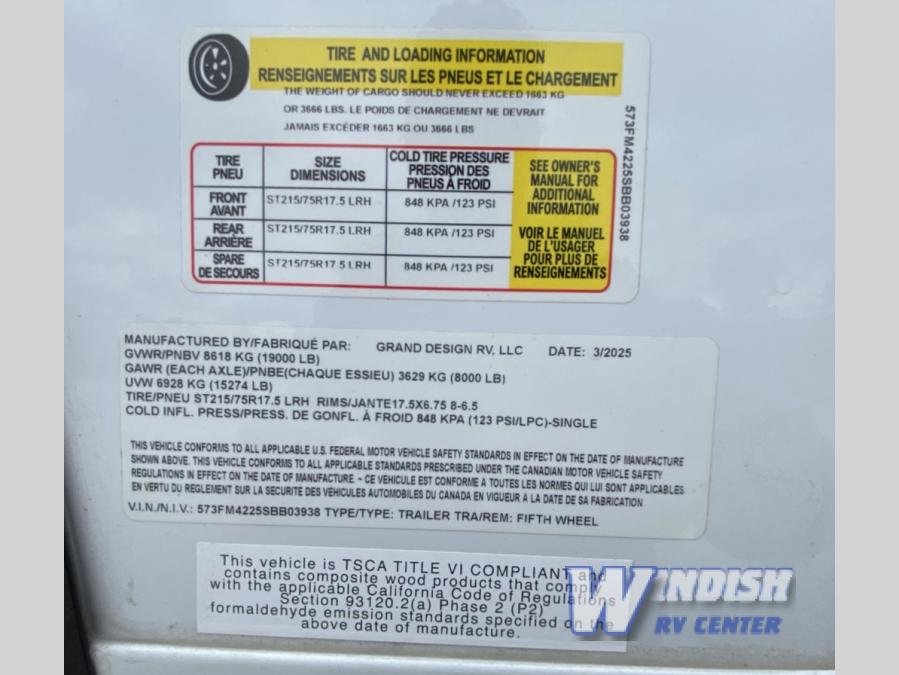 TIRE AND LOADING INFORMATION
RENSEIGNEMENTS SUR LES PNEUS ET LE CHARGEMENT
THE WEIGHT OF CARGO SHOULD NEVER EXCEED 1663 KG
OR 3666 LBS. LE POIDS DE CHARGEMENT NE DEVRAIT
JAMAIS EXCÉDER 1663 KG OU 3666 LBS
TIRE
PNEU
SIZE
DIMENSIONS
COLD TIRE PRESSURE
PRESSION DES
PNEUS À FROID
FRONT
AVANT
ST215/75R17.5 LRH
848 KPA /123 PSI
REAR
ARRIÈRE
ST215/75R17.5 LRH
848 KPA /123 PSI
SPARE
DE SECOURS
ST215/75R17.5 LRH
848 KPA /123 PSI
SEE OWNER'S
MANUAL FOR
ADDITIONAL
INFORMATION
VOIR LE MANUEL
DE L'USAGER
POUR PLUS DE
RENSEIGNEMENTS
573FM4225SBB03938
MANUFACTURED BY/FABRIQUÉ PAR: GRAND DESIGN RV, LLC DATE: 3/2025
GVWR/PNBV 8618 KG (19000 LB)
GAWR (EACH AXLE)/PNBE(CHAQUE ESSIEU) 3629 KG (8000 LB)
UVW 6928 KG (15274 LB)
TIRE/PNEU ST215/75R17.5 LRH RIMS/JANTE17.5X6.75 8-6.5
COLD INFL. PRESS/PRESS. DE GONFL. À FROID 848 KPA (123 PSI/LPC)-SINGLE
THIS VEHICLE CONFORMS TO ALL APPLICABLE U.S. FEDERAL MOTOR VEHICLE SAFETY STANDARDS IN EFFECT ON THE DATE OF MANUFACTURE
SHOWN ABOVE. THIS VEHICLE CONFORMS TO ALL APPLICABLE STANDARDS PRESCRIBED UNDER THE CANADIAN MOTOR VEHICLE SAFETY
REGULATIONS IN EFFECT ON THE DATE OF MANUFACTURE - CE VEHICULE EST CONFORME A TOUTES LES NORMES QUI LUI SONT APPLICABLES
EN VERTU DU REGLEMENT SUR LA SECURITE DES VEHICULES AUTOMOBILES DU CANADA EN VIGUEUR A LA DATE DE SA FABRICATION
V.I.N./N.I.V.: 573FM4225SBB03938 TYPE/TYPE: TRAILER TRA/REM: FIFTH WHEEL
This vehicle is TSCA TITLE VI COMPLIANT and
contains composite wood products that comply
with the applicable California Code of Regulations
Section 93120.2(a) Phase 2 (P2)
formaldehyde emission standards specified on the
above date of manufacture.
WINDISH
RV CENTER